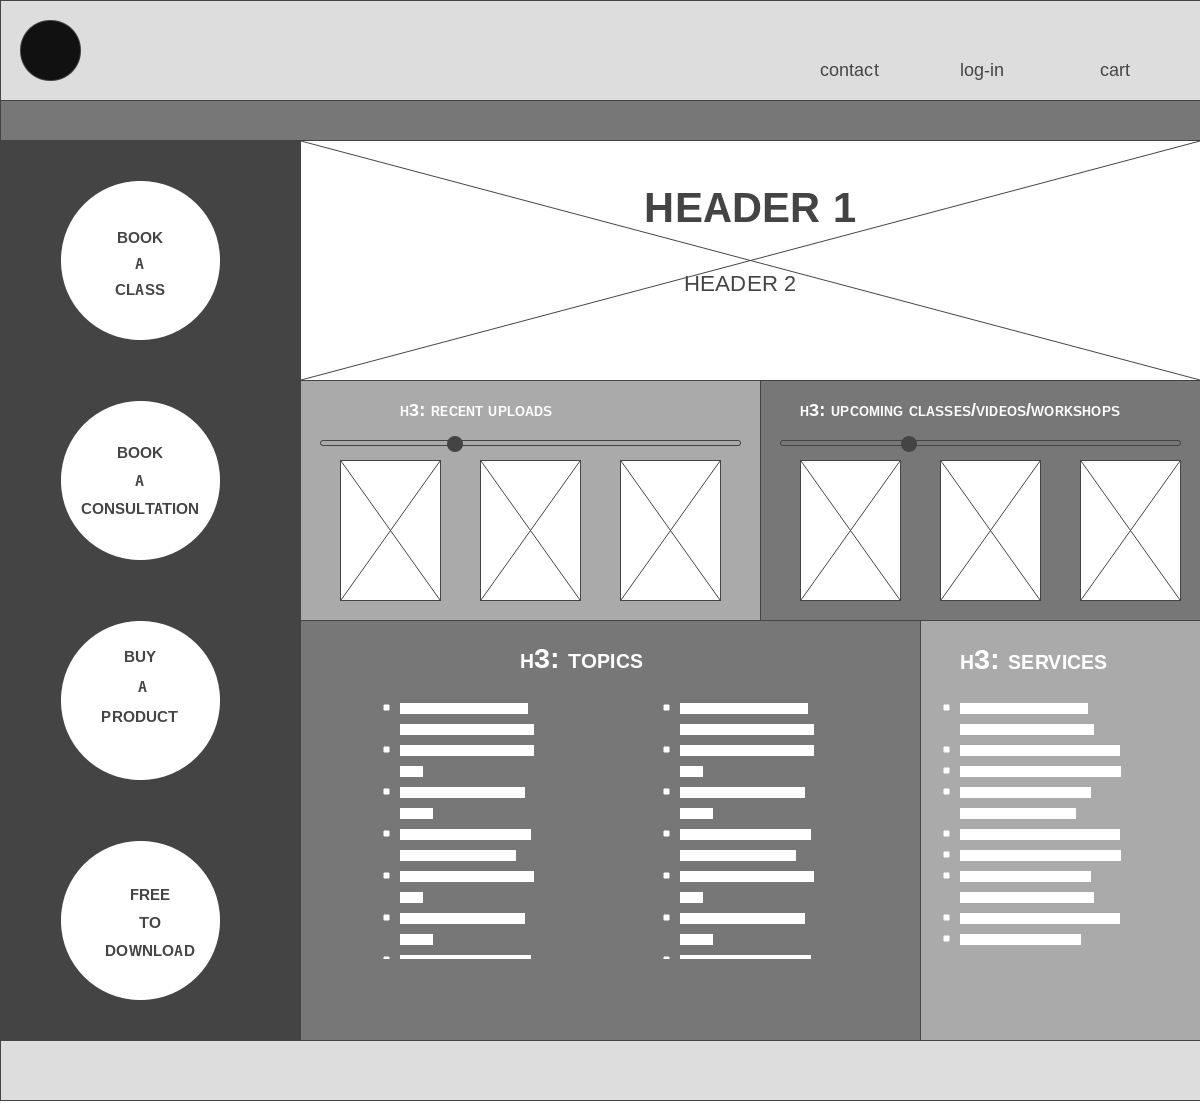 contact log-in cart
BOOK
A
CLASS
BOOK
A
CONSULTATION
BUY
A
PRODUCT
FREE
TO
DOWNLOAD
HEADER 1
HEADER 2
H3: RECENT UPLOADS
H3: UPCOMING CLASSES/VIDEOS/WORKSHOPS
H3: TOPICS
H3: SERVICES